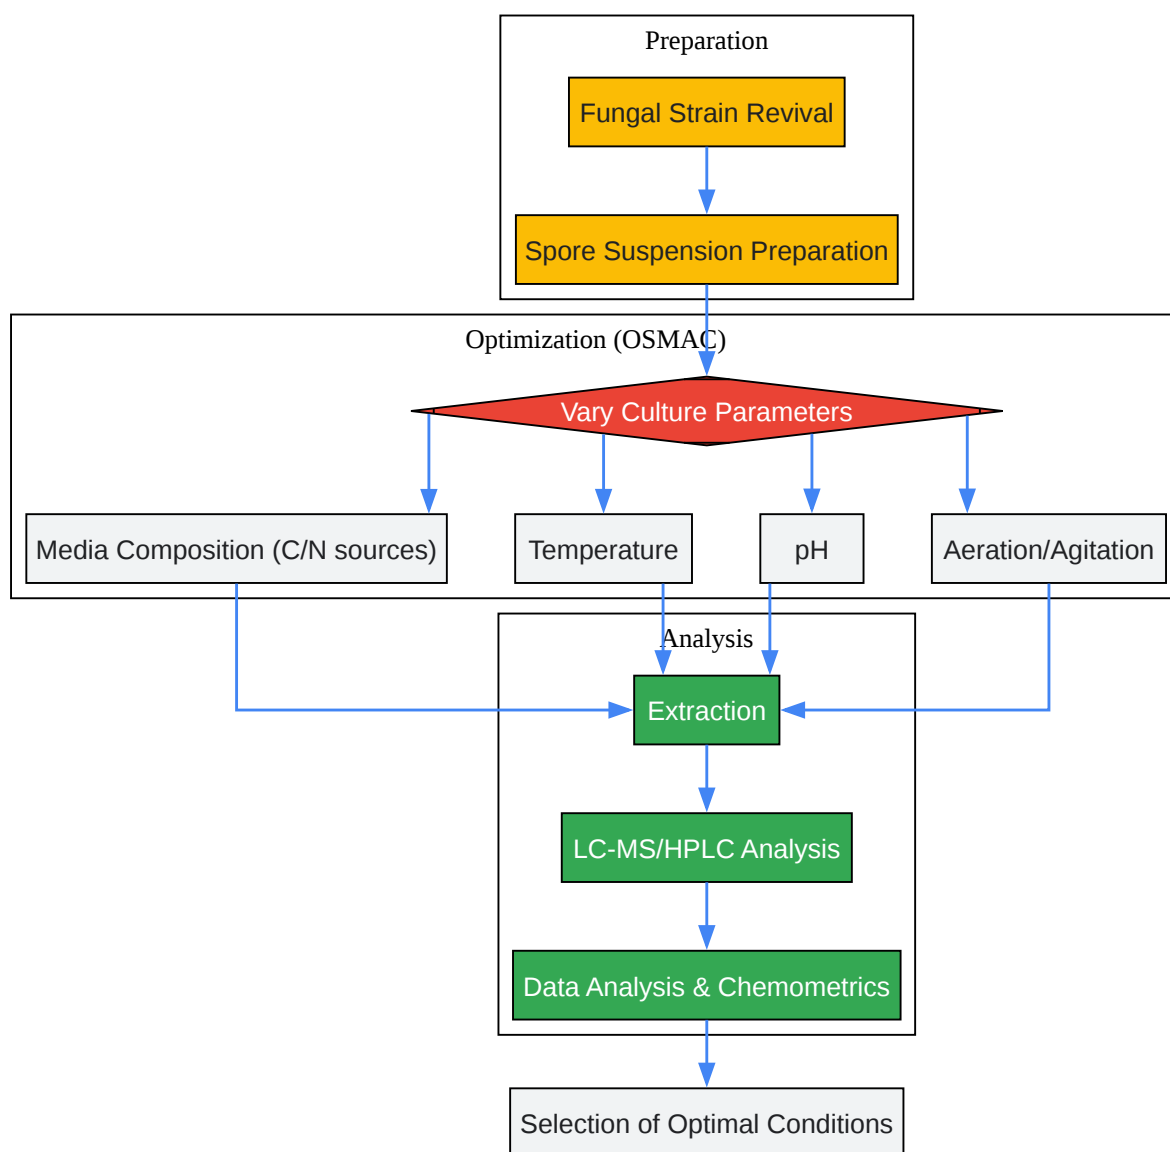 Preparation
Fungal Strain Revival
Spore Suspension Preparation
Optimization (OSMAC)
Vary Culture Parameters
Media Composition (C/N sources)
Temperature
pH
Aeration/Agitation
Analysis
Extraction
LC-MS/HPLC Analysis
Data Analysis & Chemometrics
Selection of Optimal Conditions